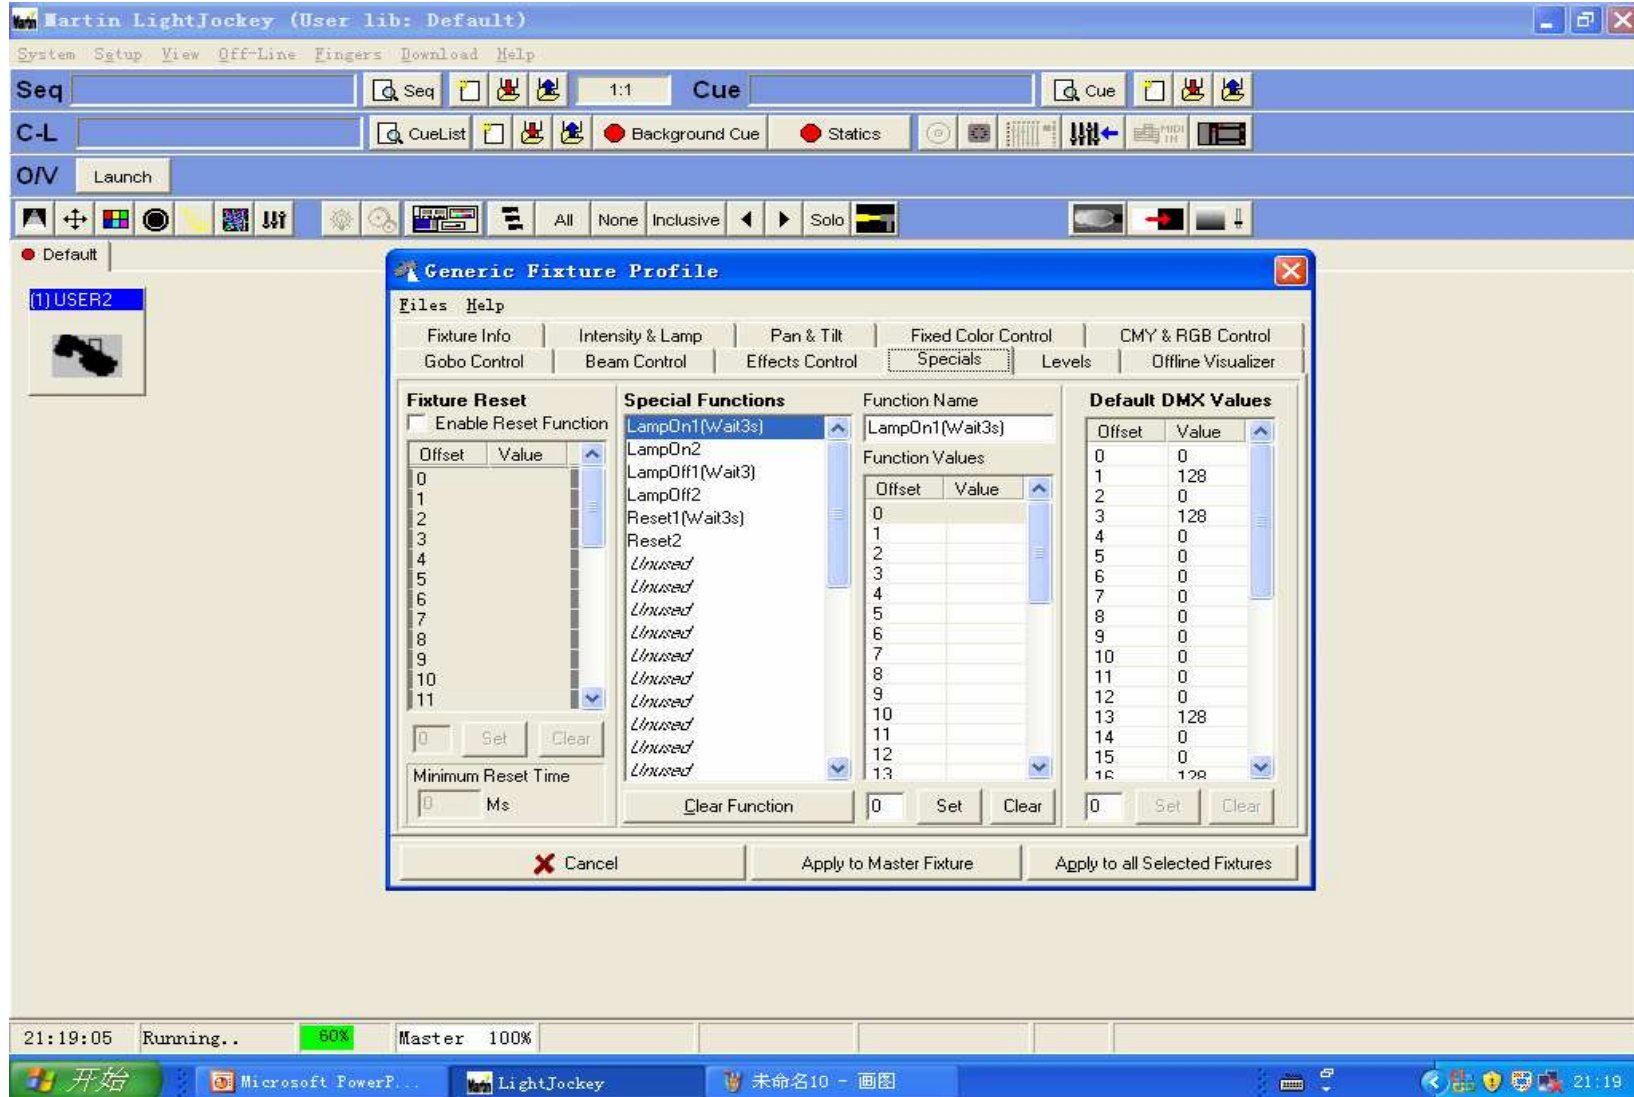 Martin LightJockey (User lib: Default)
System Setup View Off-Line Fingers Download Help
Seq Seq 1:1 Cue Cue
C-L CueList Background Cue Statics MIDI IN
O/V Launch
All None Inclusive Solo
Default
(1) USER2
Generic Fixture Profile
Files Help
Fixture Info Intensity & Lamp Pan & Tilt Fixed Color Control CMY & RGB Control
Gobo Control Beam Control Effects Control Specials Levels Offline Visualizer
Fixture Reset
Enable Reset Function
Offset Value
0
1
2
3
4
5
6
7
8
9
10
11
0 Set Clear
Minimum Reset Time
0 Ms
Special Functions
LampOn1(Wait3s)
LampOn2
LampOff1(Wait3)
LampOff2
Reset1(Wait3s)
Reset2
Unused
Unused
Unused
Unused
Unused
Unused
Unused
Unused
Unused
Unused
Clear Function
Function Name
LampOn1(Wait3s)
Function Values
Offset Value
0
1
2
3
4
5
6
7
8
9
10
11
12
13
0 Set Clear
Default DMX Values
Offset Value
0 0
1 128
2 0
3 128
4 0
5 0
6 0
7 0
8 0
9 0
10 0
11 0
12 0
13 128
14 0
15 0
16 128
0 Set Clear
Cancel Apply to Master Fixture Apply to all Selected Fixtures
21:19:05 Running.. 60% Master 100%
开始 Microsoft PowerP... LightJockey 未命名10 - 画图 21:19